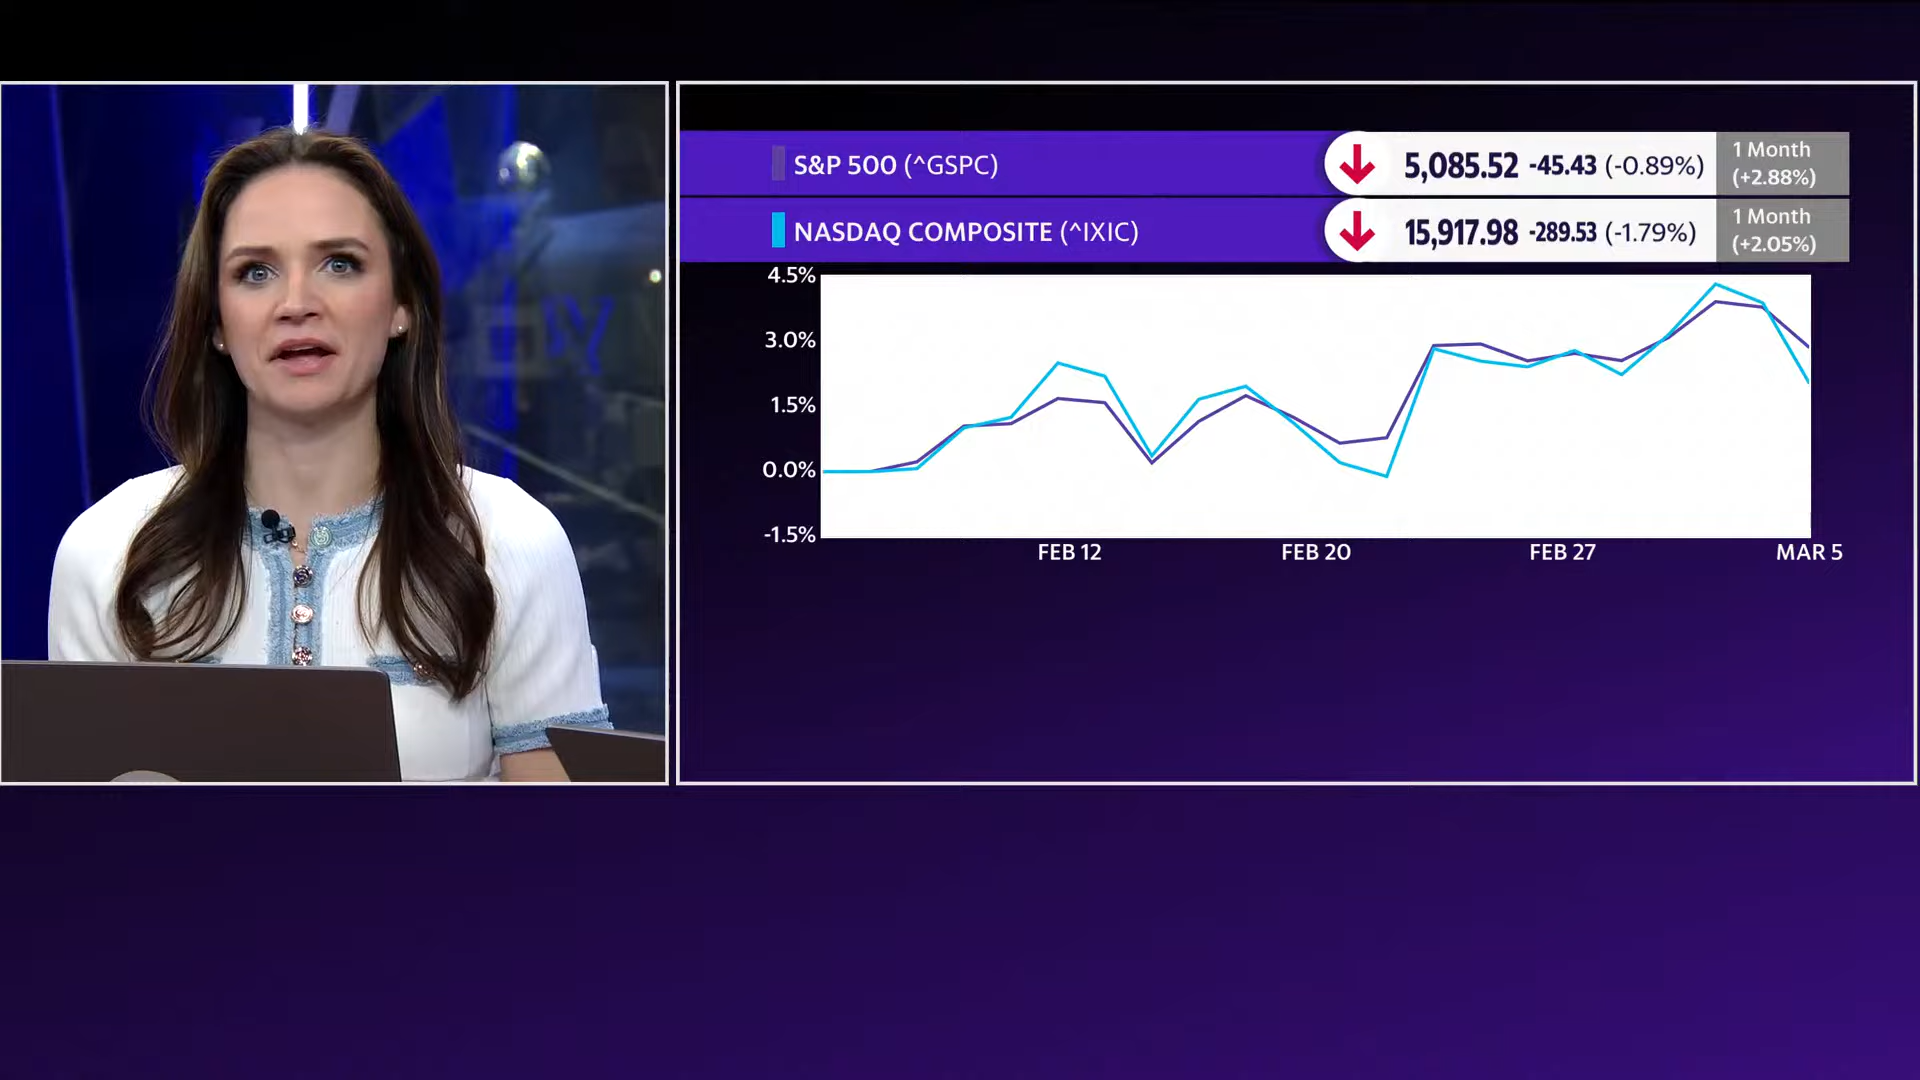 S&P 500 (^GSPC) 5,085.52 -45.43 (-0.89%) 1 Month (+2.88%)
NASDAQ COMPOSITE (^IXIC) 15,917.98 -289.53 (-1.79%) 1 Month (+2.05%)
4.5%
3.0%
1.5%
0.0%
-1.5%
FEB 12 FEB 20 FEB 27 MAR 5